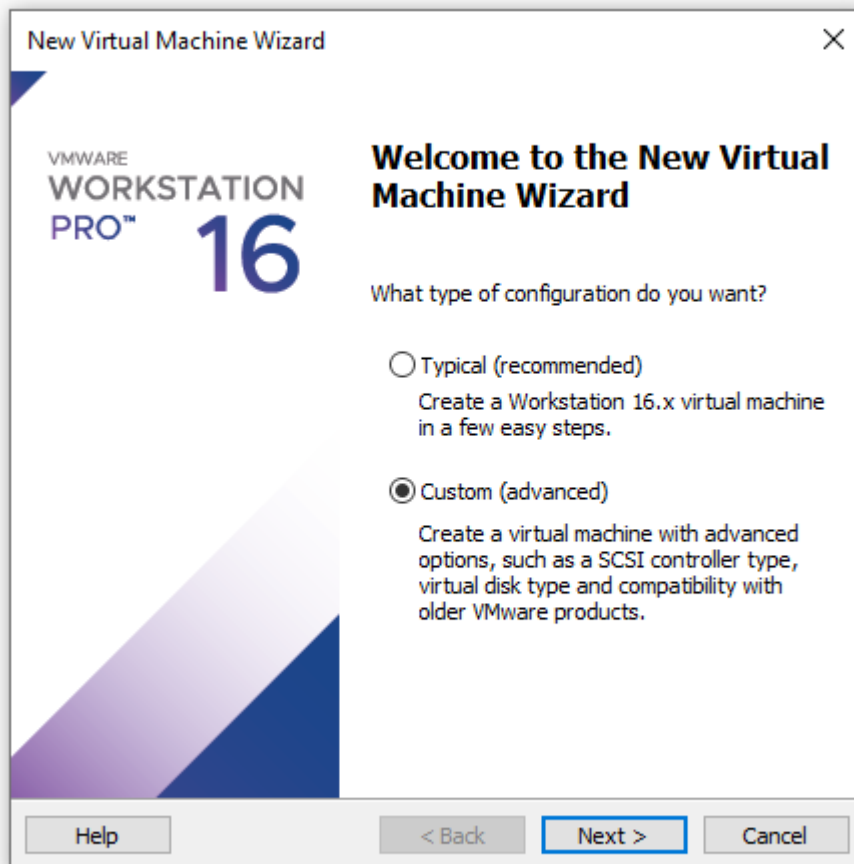 New Virtual Machine Wizard
VMWARE
WORKSTATION
PRO™ 16
Welcome to the New Virtual
Machine Wizard
What type of configuration do you want?
Typical (recommended)
Create a Workstation 16.x virtual machine
in a few easy steps.
Custom (advanced)
Create a virtual machine with advanced
options, such as a SCSI controller type,
virtual disk type and compatibility with
older VMware products.
Help
< Back
Next >
Cancel